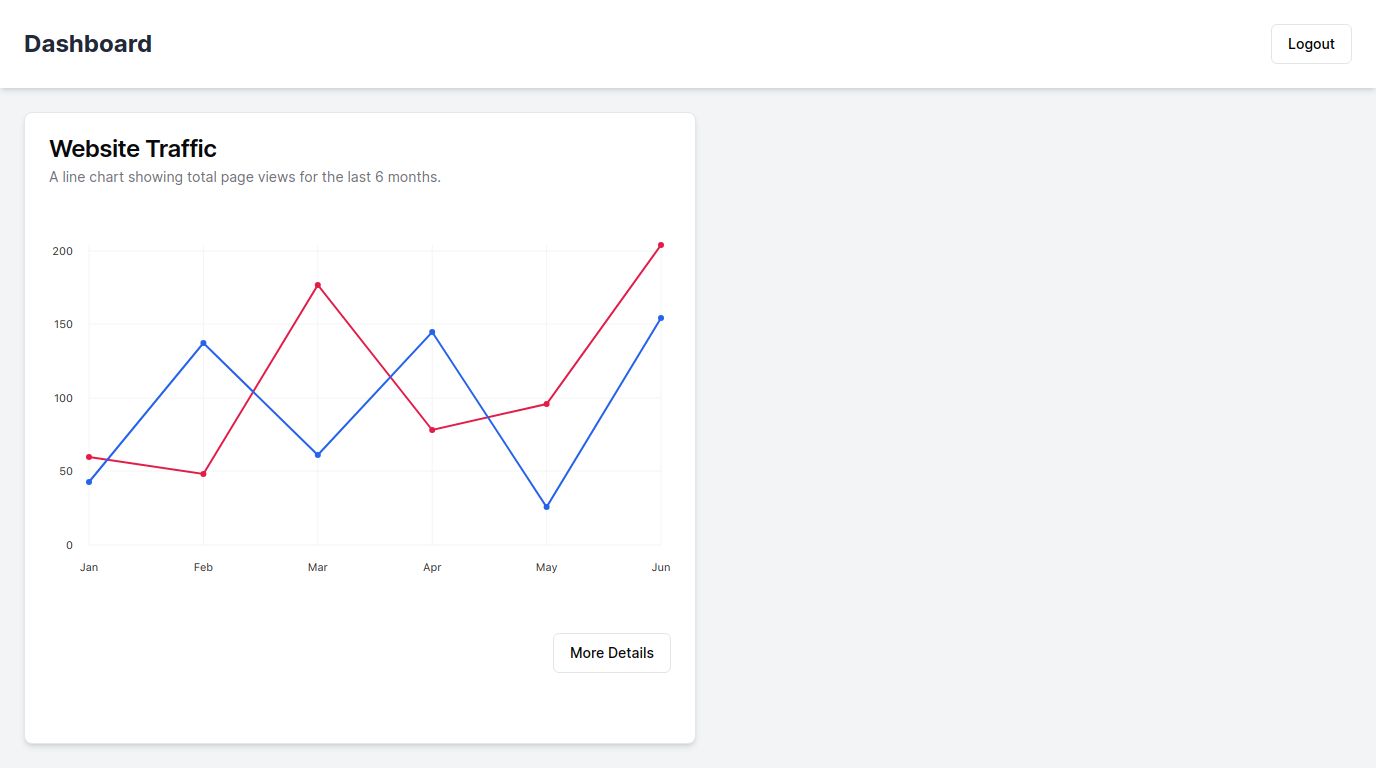 Dashboard
Logout
Website Traffic
A line chart showing total page views for the last 6 months.
200
150
100
50
0
Jan Feb Mar Apr May Jun
More Details